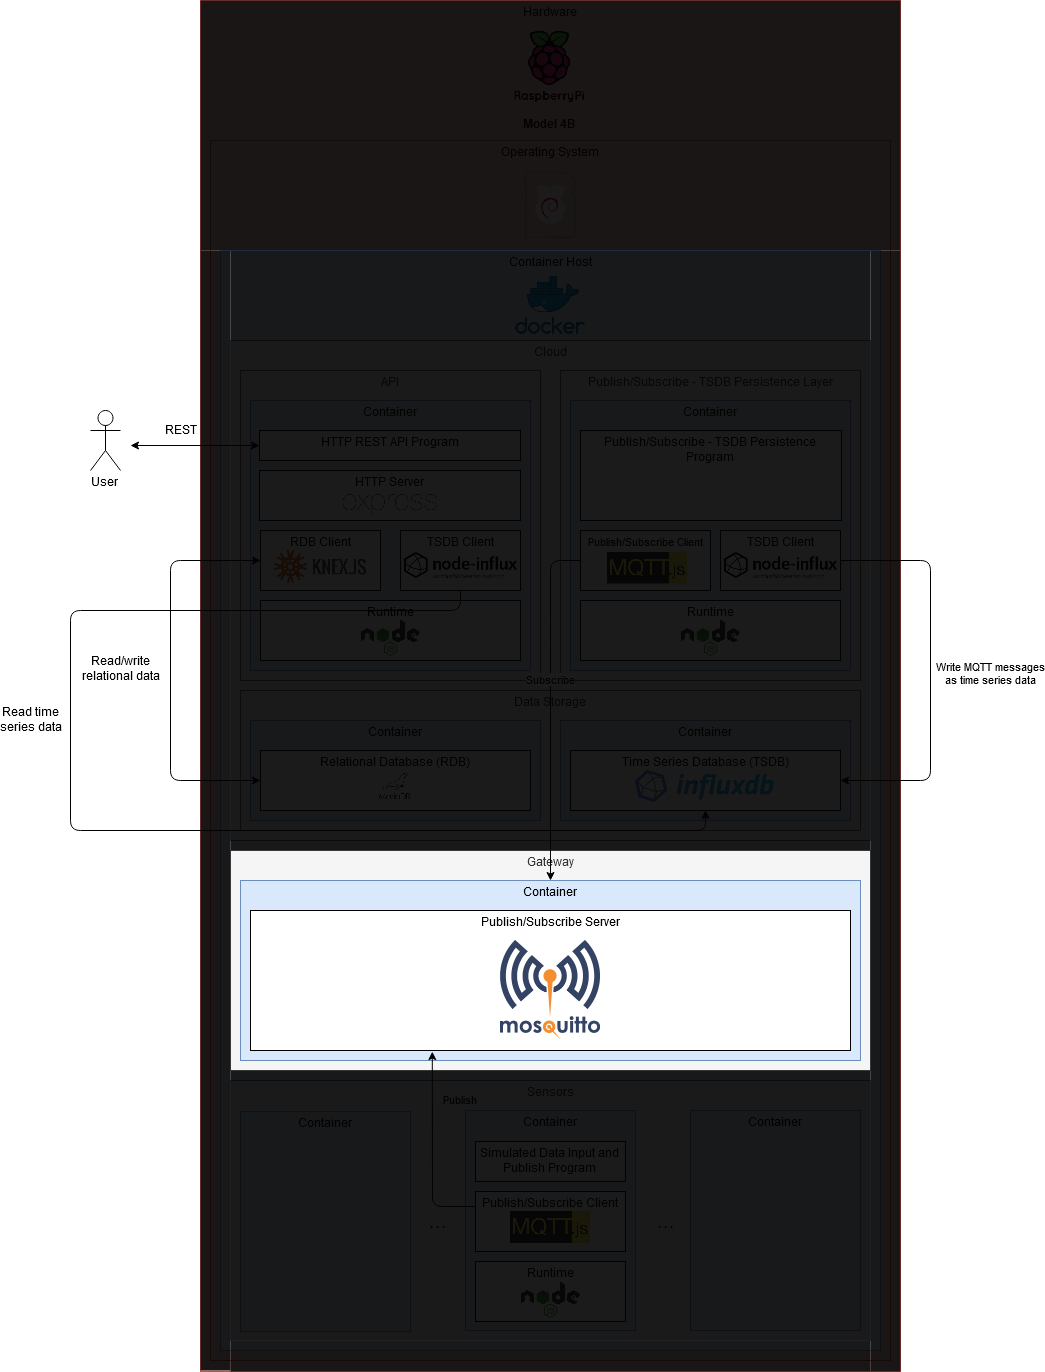 Hardware
RaspberryPi
Model 4B
Operating System
Container Host
docker
Cloud
API
Container
HTTP REST API Program
HTTP Server
express
RDB Client
KNEX.JS
TSDB Client
node-influx
Runtime
node
JS
Publish/Subscribe - TSDB Persistence Layer
Container
Publish/Subscribe - TSDB Persistence
Program
Publish/Subscribe Client
MQTT.js
TSDB Client
node-influx
Runtime
node
JS
REST
User
Read/write
relational data
Read time
series data
Write MQTT messages
as time series data
Subscribe
Data Storage
Container
Relational Database (RDB)
MariaDB
Container
Time Series Database (TSDB)
influxdb
Gateway
Container
Publish/Subscribe Server
mosquitto
Publish
Sensors
Container
Container
Simulated Data Input and
Publish Program
Publish/Subscribe Client
MQTT.js
Runtime
node
JS
Container
...
...